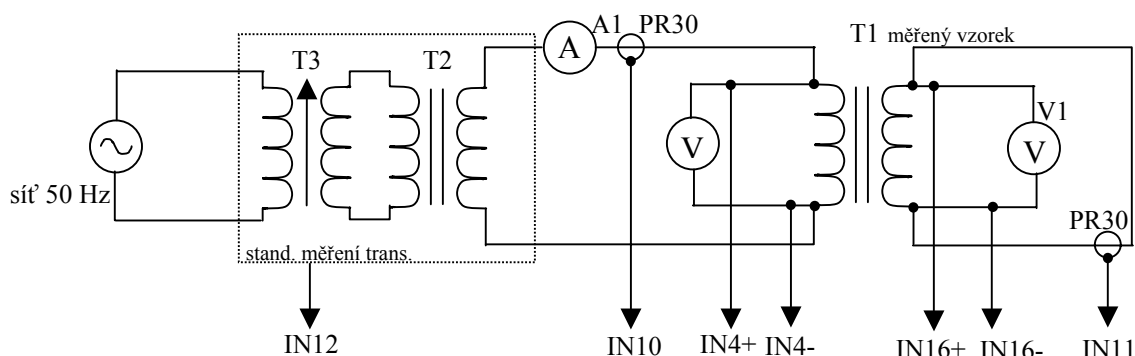 A1 PR30
T1 měřený vzorek
T3
T2
A
V1
V
V
síť 50 Hz
PR30
stand. měření trans.
IN12
IN10
IN4+
IN4-
IN16+
IN16-
IN11